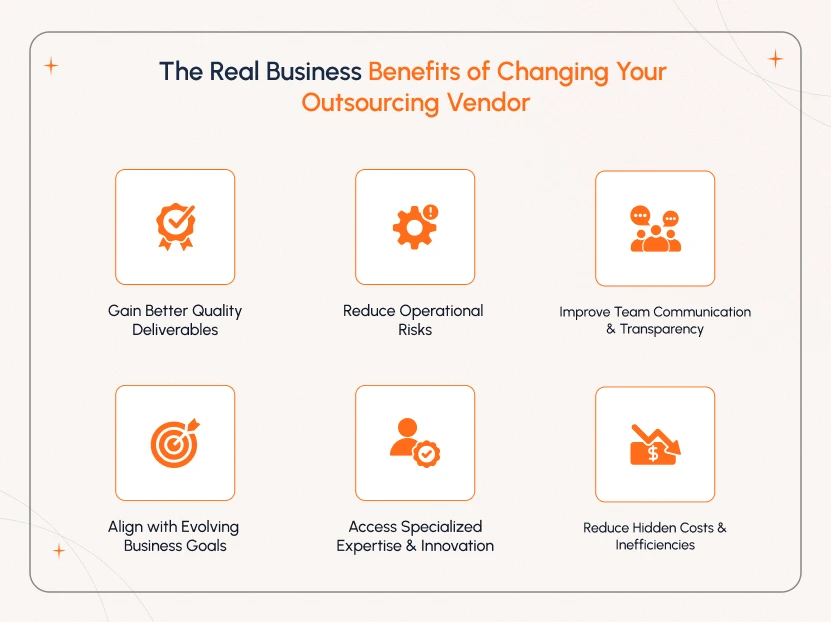 The Real Business Benefits of Changing Your
Outsourcing Vendor
Gain Better Quality
Deliverables
Reduce Operational
Risks
Improve Team Communication
& Transparency
Align with Evolving
Business Goals
Access Specialized
Expertise & Innovation
$
Reduce Hidden Costs &
Inefficiencies